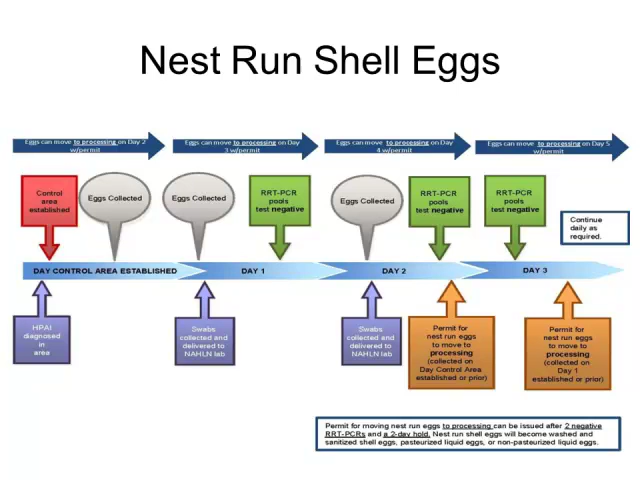 Nest Run Shell Eggs
Eggs can move to processing on Day 2
w/permit
Eggs can move to processing on Day
3 w/permit
Eggs can move to processing on Day
4 w/permit
Eggs can move to processing on Day 5
w/permit
Control
area
established
Eggs Collected
Eggs Collected
RRT-PCR
pools
test negative
Eggs Collected
RRT-PCR
pools
test negative
RRT-PCR
pools
test negative
Continue
daily as
required.
DAY CONTROL AREA ESTABLISHED
DAY 1
DAY 2
DAY 3
HPAI
diagnosed
in
area
Swabs
collected and
delivered to
NAHLN lab
Swabs
collected and
delivered to
NAHLN lab
Permit for
nest run eggs
to move to
processing
(collected on
Day Control Area
established or prior)
Permit for
nest run eggs
to move to
processing
(collected on
Day 1
established or prior)
Permit for moving nest run eggs to processing can be issued after 2 negative
RRT-PCRs and a 2-day hold. Nest run shell eggs will become washed and
sanitized shell eggs, pasteurized liquid eggs, or non-pasteurized liquid eggs.